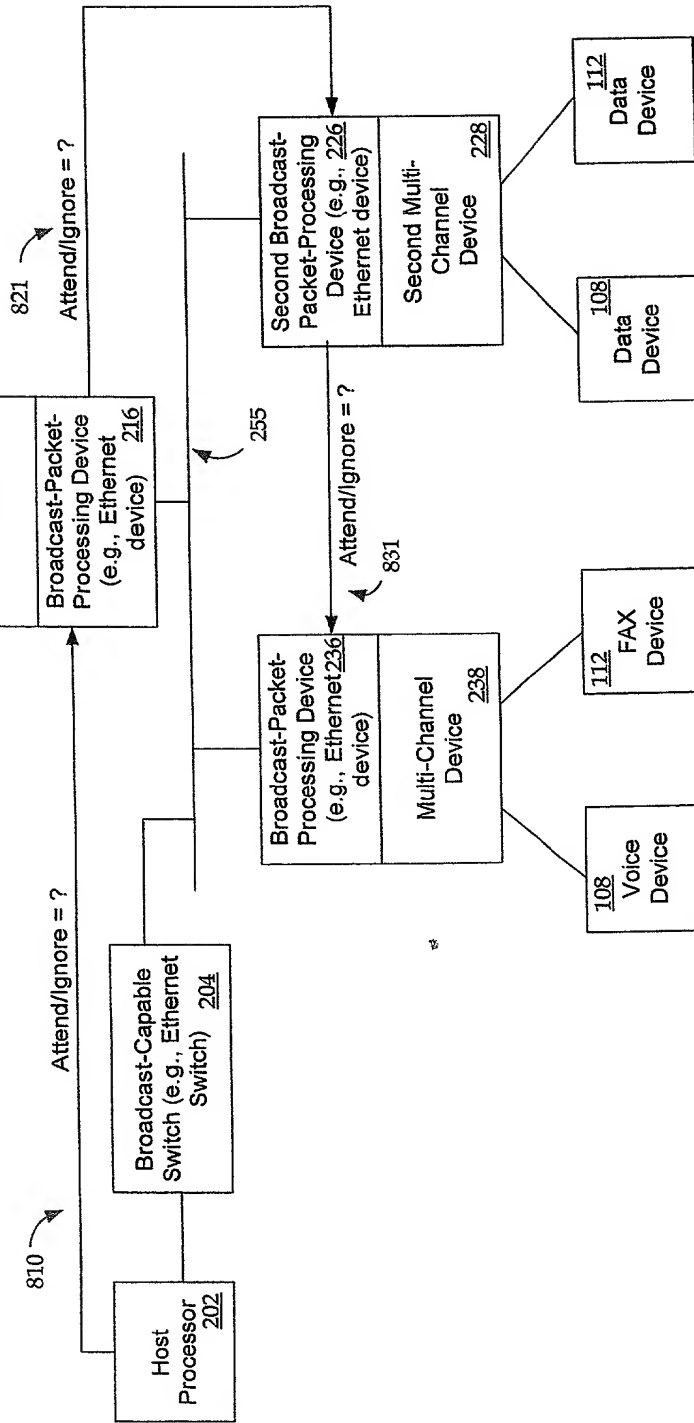 821
Attend/Ignore = ?
Broadcast-Packet-
Processing Device
(e.g., Ethernet 216
device)
810
Attend/Ignore = ?
255
Host
Processor
202
Broadcast-Capable
Switch (e.g., Ethernet
Switch) 204
Second Broadcast-
Packet-Processing
Device (e.g., 226
Ethernet device)
Second Multi-
Channel
Device 228
Attend/Ignore = ?
831
Broadcast-Packet-
Processing Device
(e.g., Ethernet 236
device)
Multi-Channel
Device 238
108
Voice
Device
112
FAX
Device
108
Data
Device
112
Data
Device